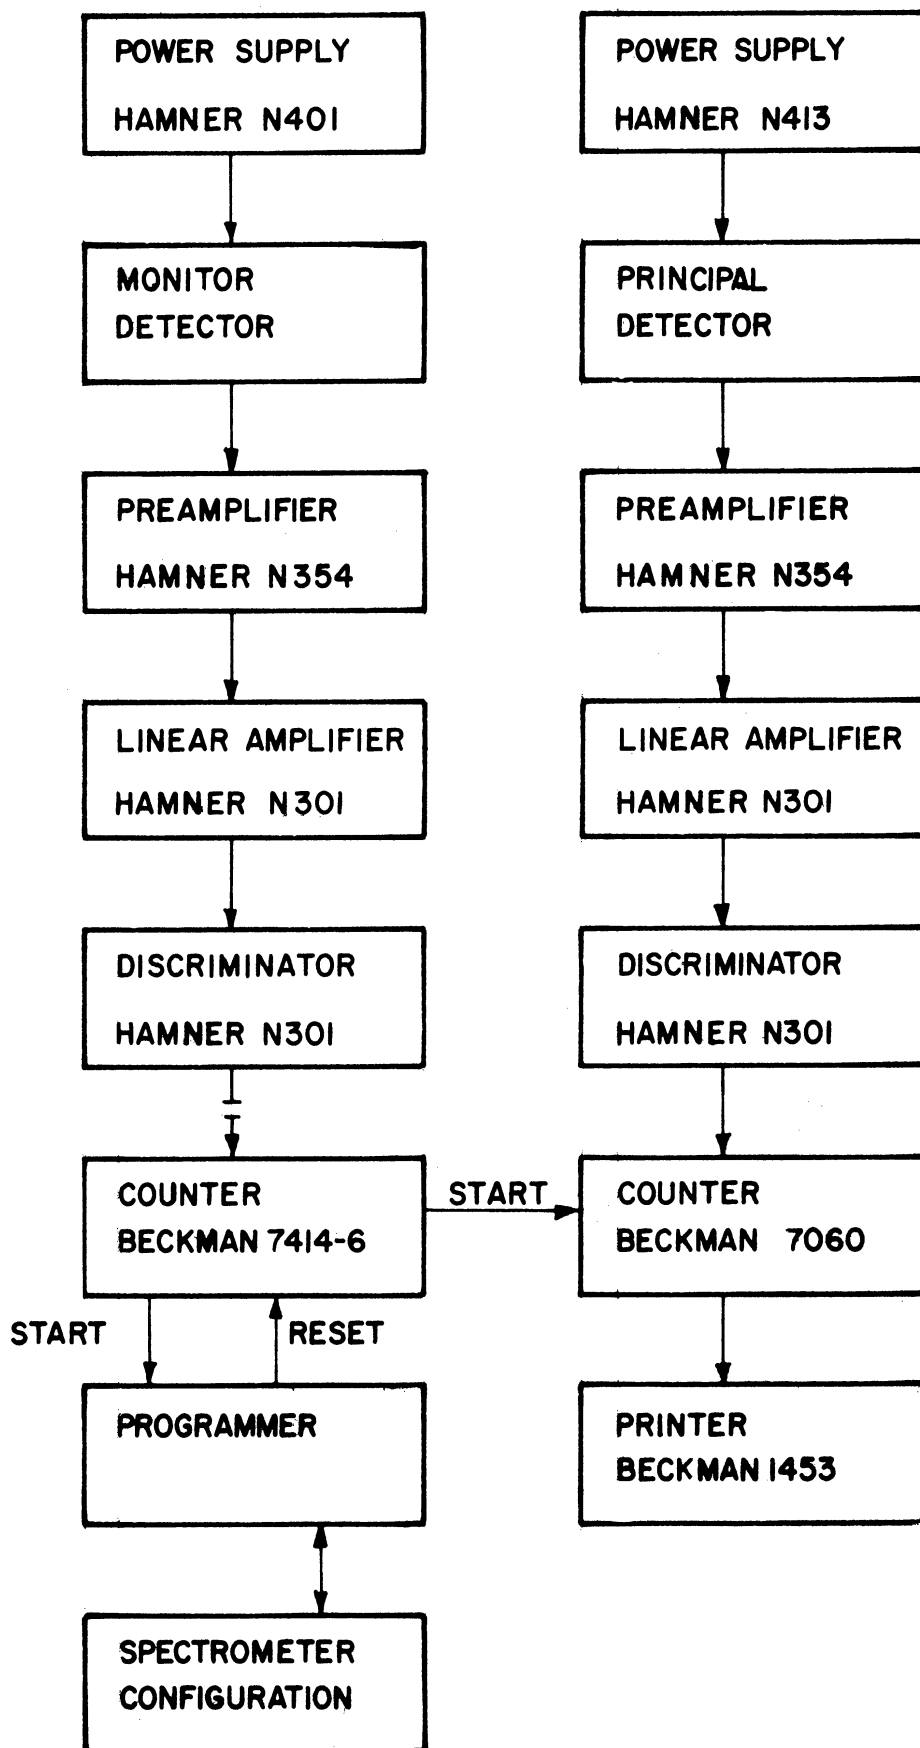 POWER SUPPLY
HAMNER N401
MONITOR
DETECTOR
PREAMPLIFIER
HAMNER N354
LINEAR AMPLIFIER
HAMNER N301
DISCRIMINATOR
HAMNER N301
COUNTER
BECKMAN 7414-6
START
RESET
PROGRAMMER
SPECTROMETER
CONFIGURATION
START
POWER SUPPLY
HAMNER N413
PRINCIPAL
DETECTOR
PREAMPLIFIER
HAMNER N354
LINEAR AMPLIFIER
HAMNER N301
DISCRIMINATOR
HAMNER N301
COUNTER
BECKMAN 7060
PRINTER
BECKMAN 1453